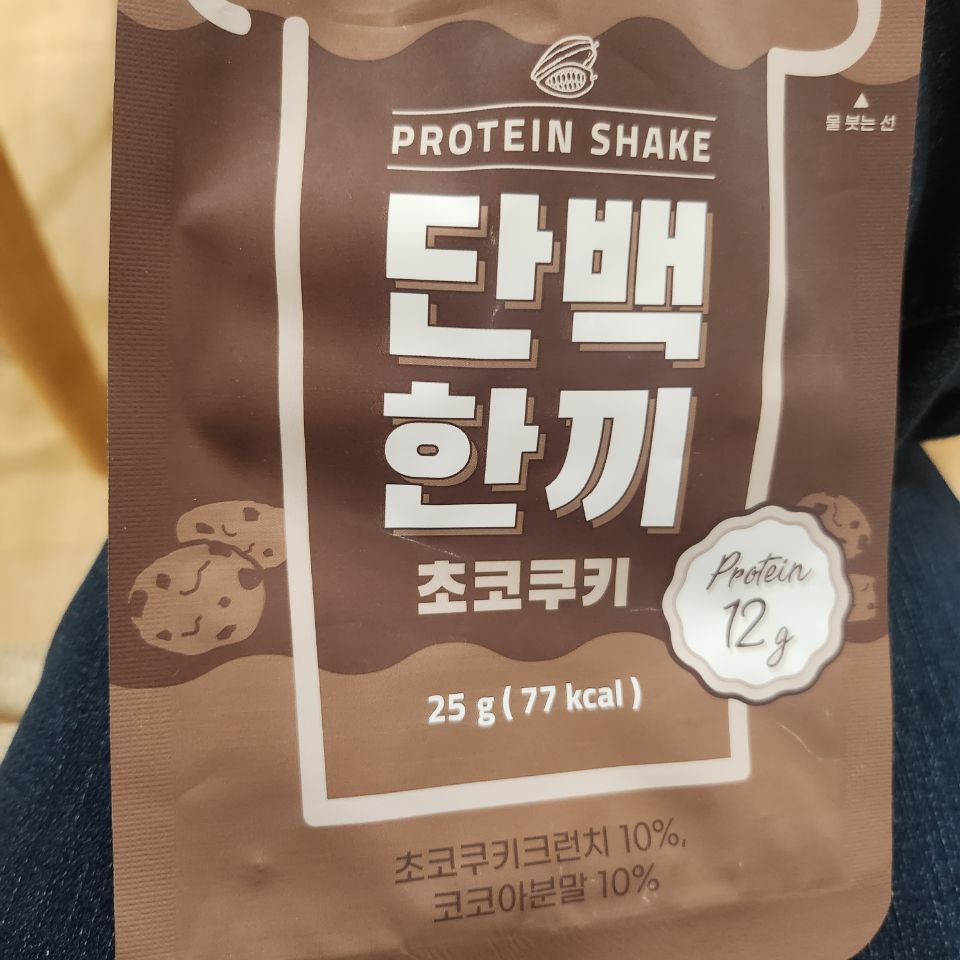 PROTEIN SHAKE
물 붓는 선
단백
한끼
초코쿠키
Protein
12g
25 g ( 77 kcal )
초코쿠키크런치 10%,
코코아분말 10%